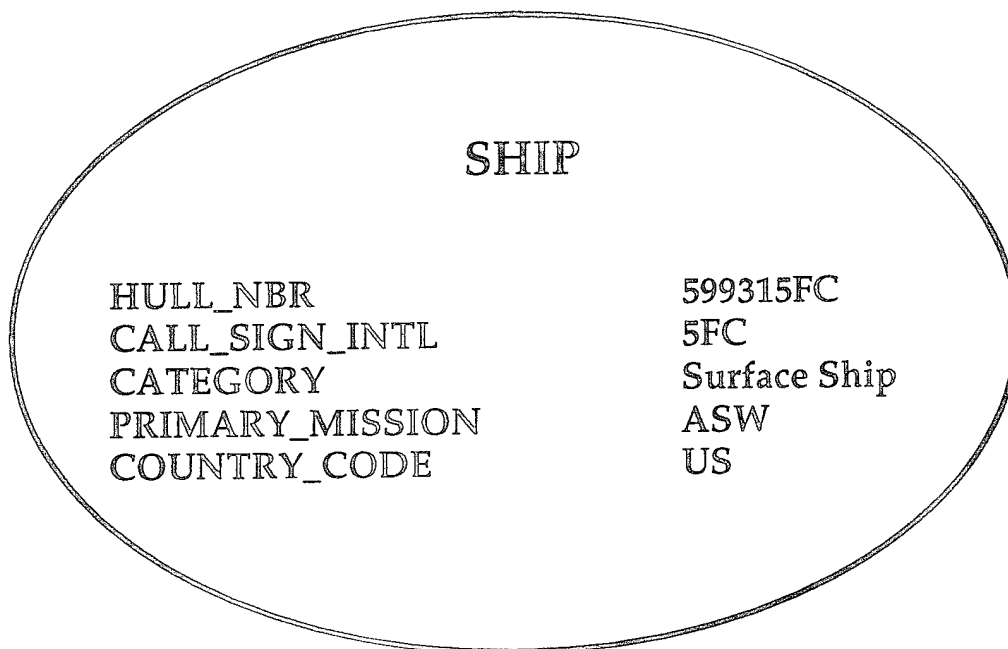 SHIP
HULL_NBR 599315FC
CALL_SIGN_INTL 5FC
CATEGORY Surface Ship
PRIMARY_MISSION ASW
COUNTRY_CODE US